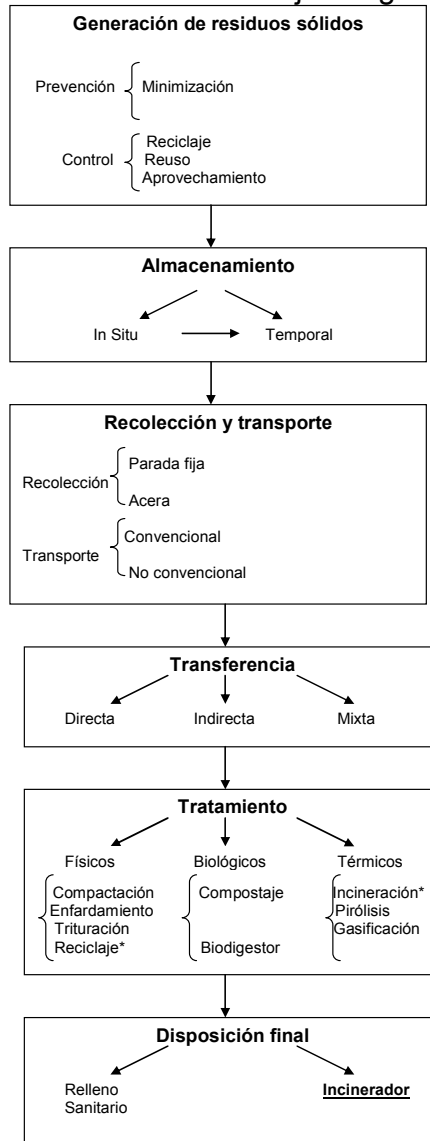 Generación de residuos sólidos
Prevención
Minimización
Control
Reciclaje
Reuso
Aprovechamiento
Almacenamiento
In Situ
Temporal
Recolección y transporte
Recolección
Parada fija
Acera
Transporte
Convencional
No convencional
Transferencia
Directa Indirecta Mixta
Tratamiento
Físicos Biológicos Térmicos
Compactación
Enfardamiento
Trituración
Reciclaje*
Compostaje
Biodigestor
Incineración*
Pirólisis
Gasificación
Disposición final
Relleno
Sanitario
Incinerador